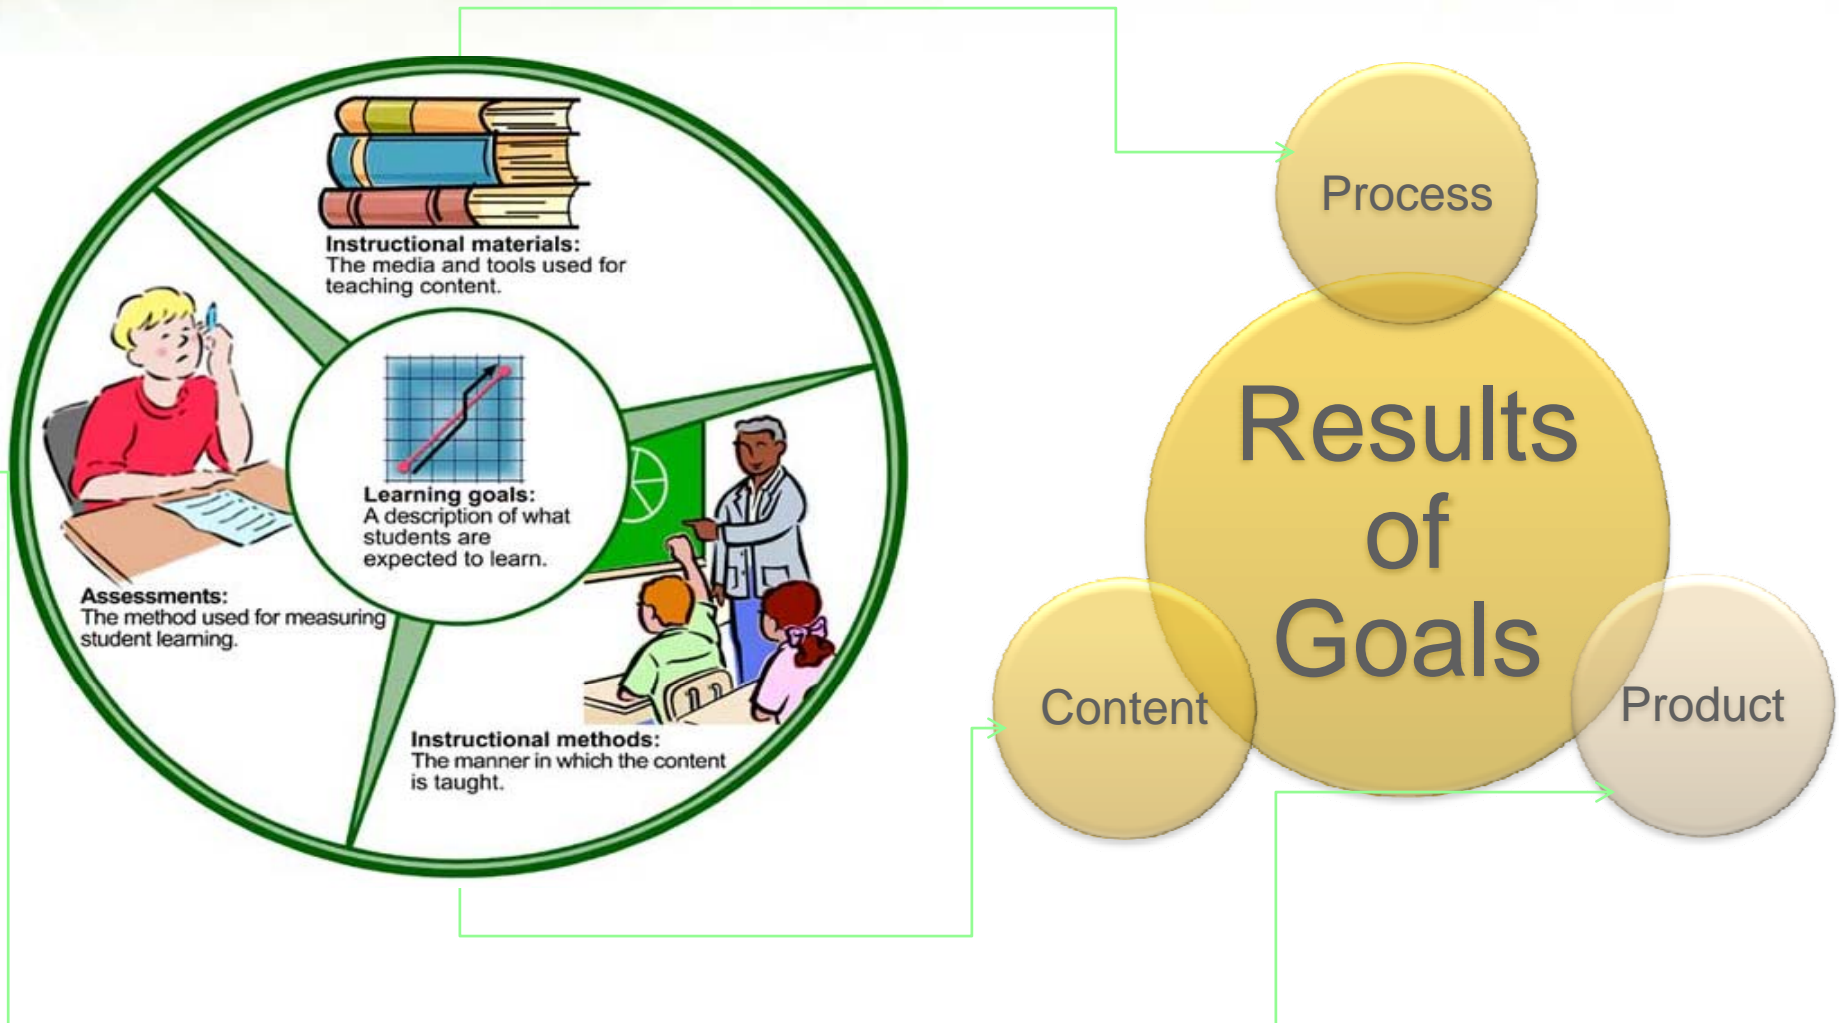 Instructional materials:
The media and tools used for
teaching content.
Learning goals:
A description of what
students are
expected to learn.
Assessments:
The method used for measuring
student learning.
Instructional methods:
The manner in which the content
is taught.
Process
Results
of
Goals
Content
Product